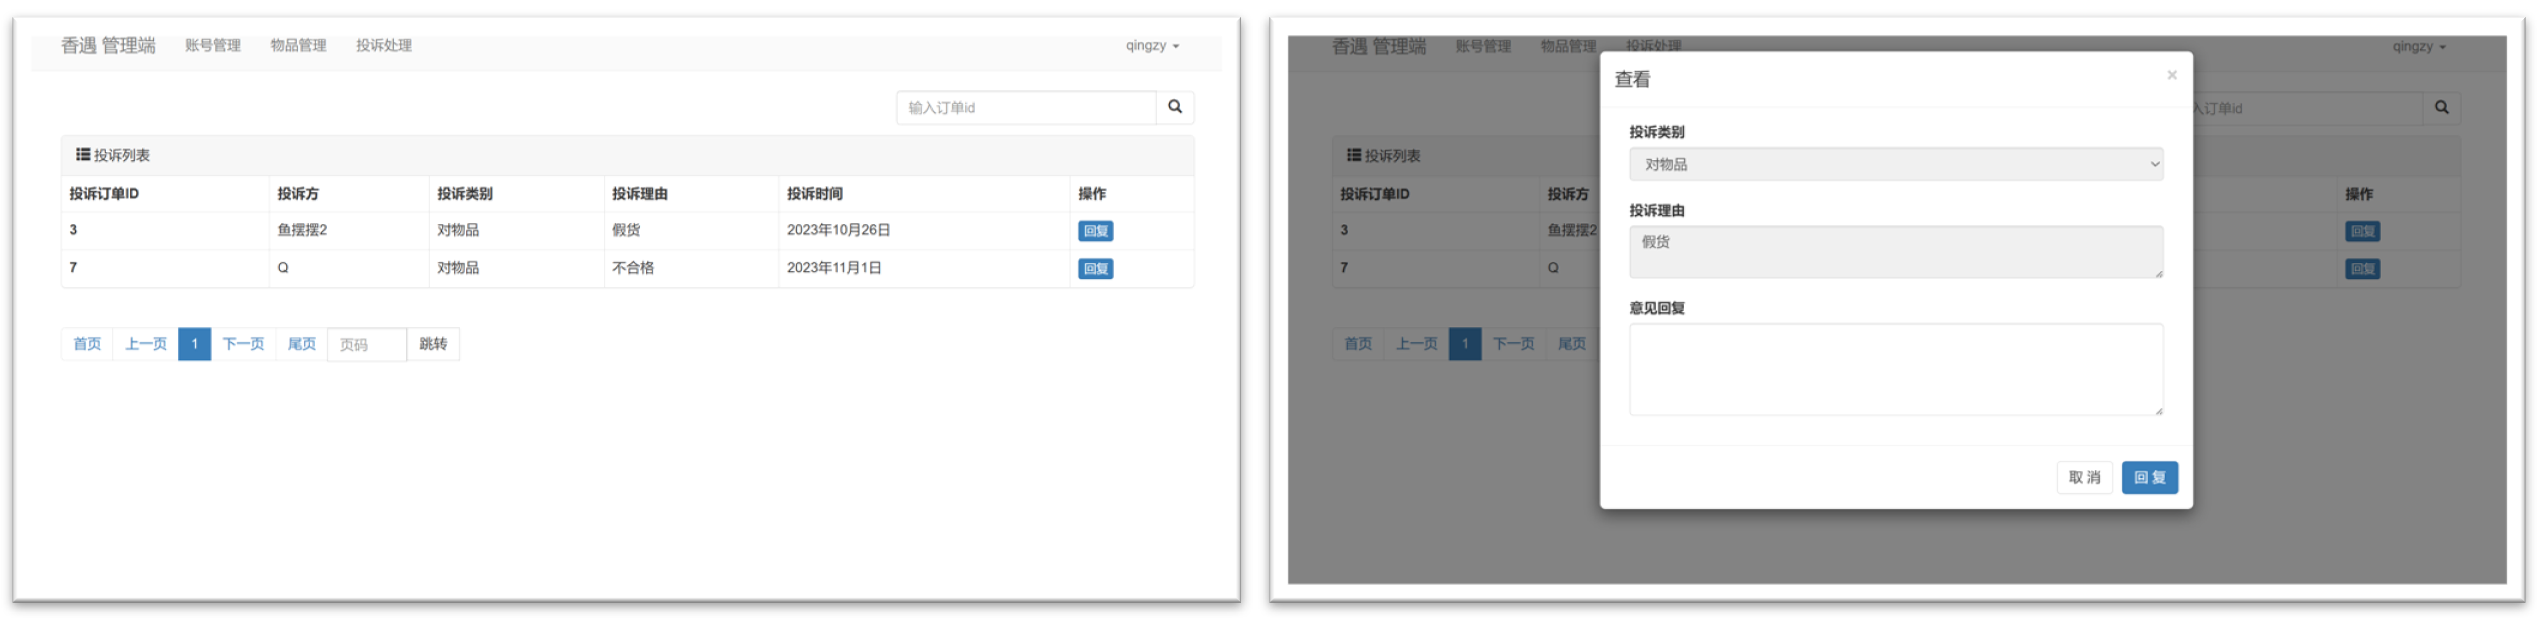 香遇 管理端 账号管理 物品管理 投诉处理 qingzy
输入订单id
投诉列表
投诉订单ID 投诉方 投诉类别 投诉理由 投诉时间 操作
3 鱼摆摆2 对物品 假货 2023年10月26日 回复
7 Q 对物品 不合格 2023年11月1日 回复
首页 上一页 1 下一页 尾页 页码 跳转
香遇 管理端 账号管理 物品管理 投诉处理 qingzy
入订单id
投诉列表
投诉订单ID 投诉方 操作
3 鱼摆摆2 回复
7 Q 回复
首页 上一页 1 下一页 尾页
查看 ×
投诉类别
对物品
投诉理由
假货
意见回复
取 消 回 复